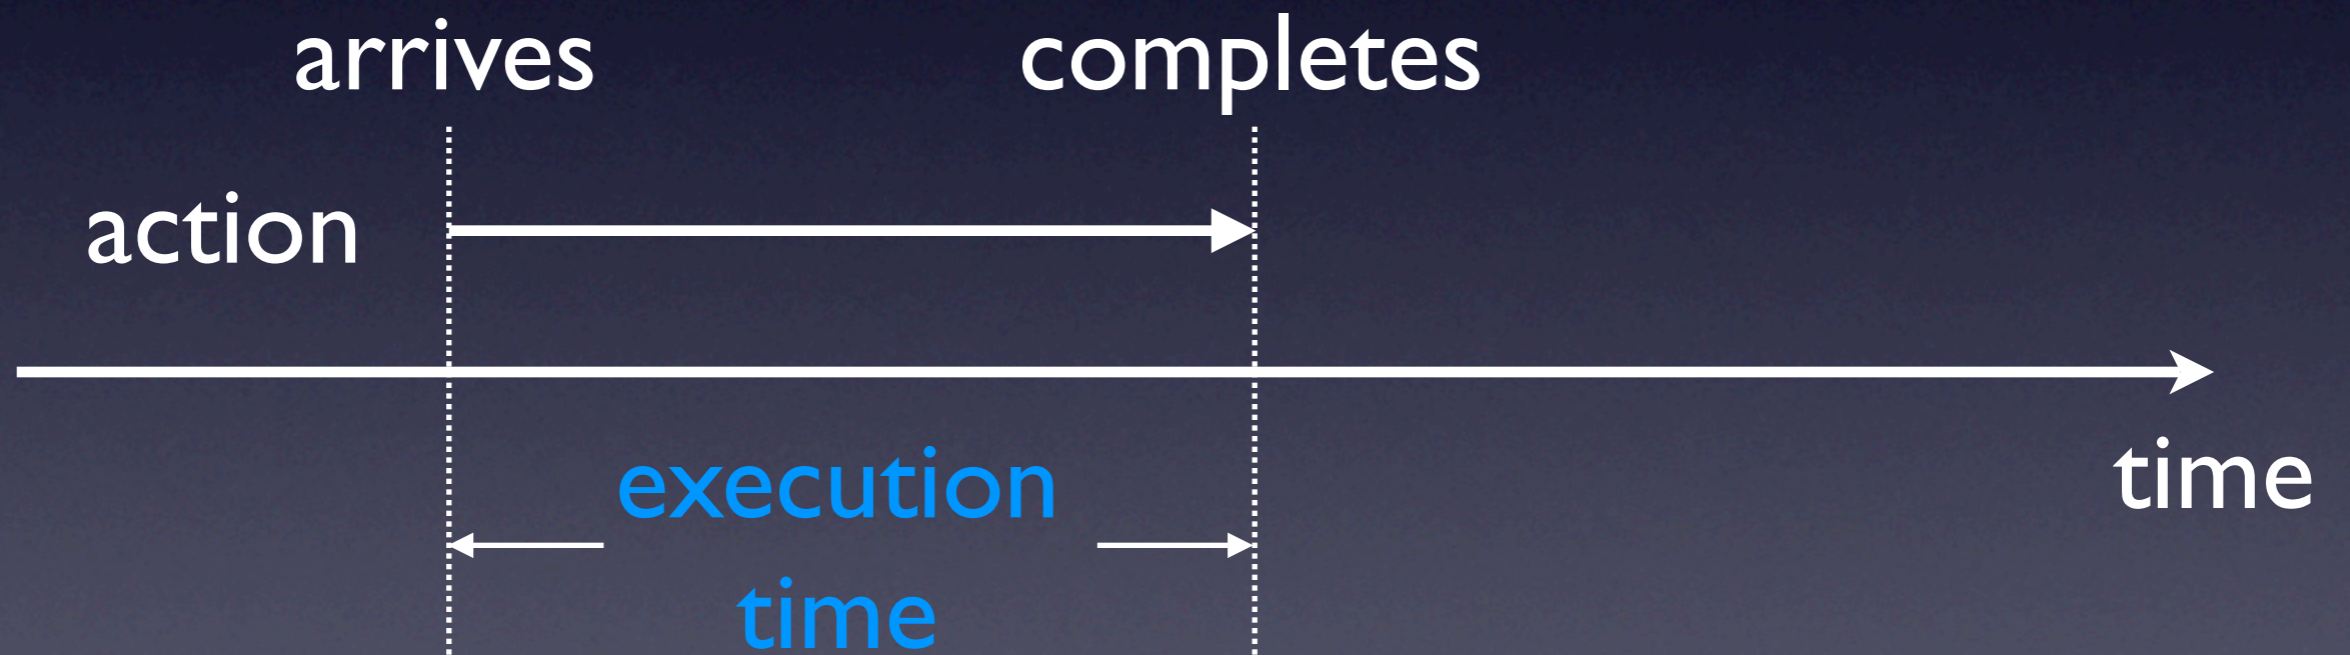 arrives completes
action
time
execution
time